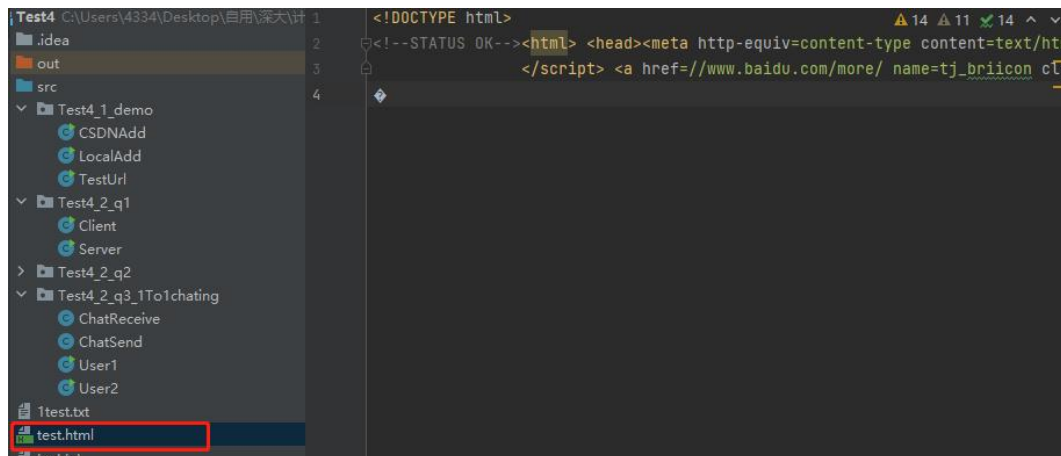 Test4 C:\Users\4334\Desktop\自用\深大\计
.idea
out
src
Test4_1_demo
CSDNAdd
LocalAdd
TestUrl
Test4_2_q1
Client
Server
Test4_2_q2
Test4_2_q3_1To1chating
ChatReceive
ChatSend
User1
User2
1test.txt
test.html
14 11 14
1 <!DOCTYPE html>
2 <!--STATUS OK--><html> <head><meta http-equiv=content-type content=text/ht
3 </script> <a href=//www.baidu.com/more/ name=tj_briicon cl
4 �